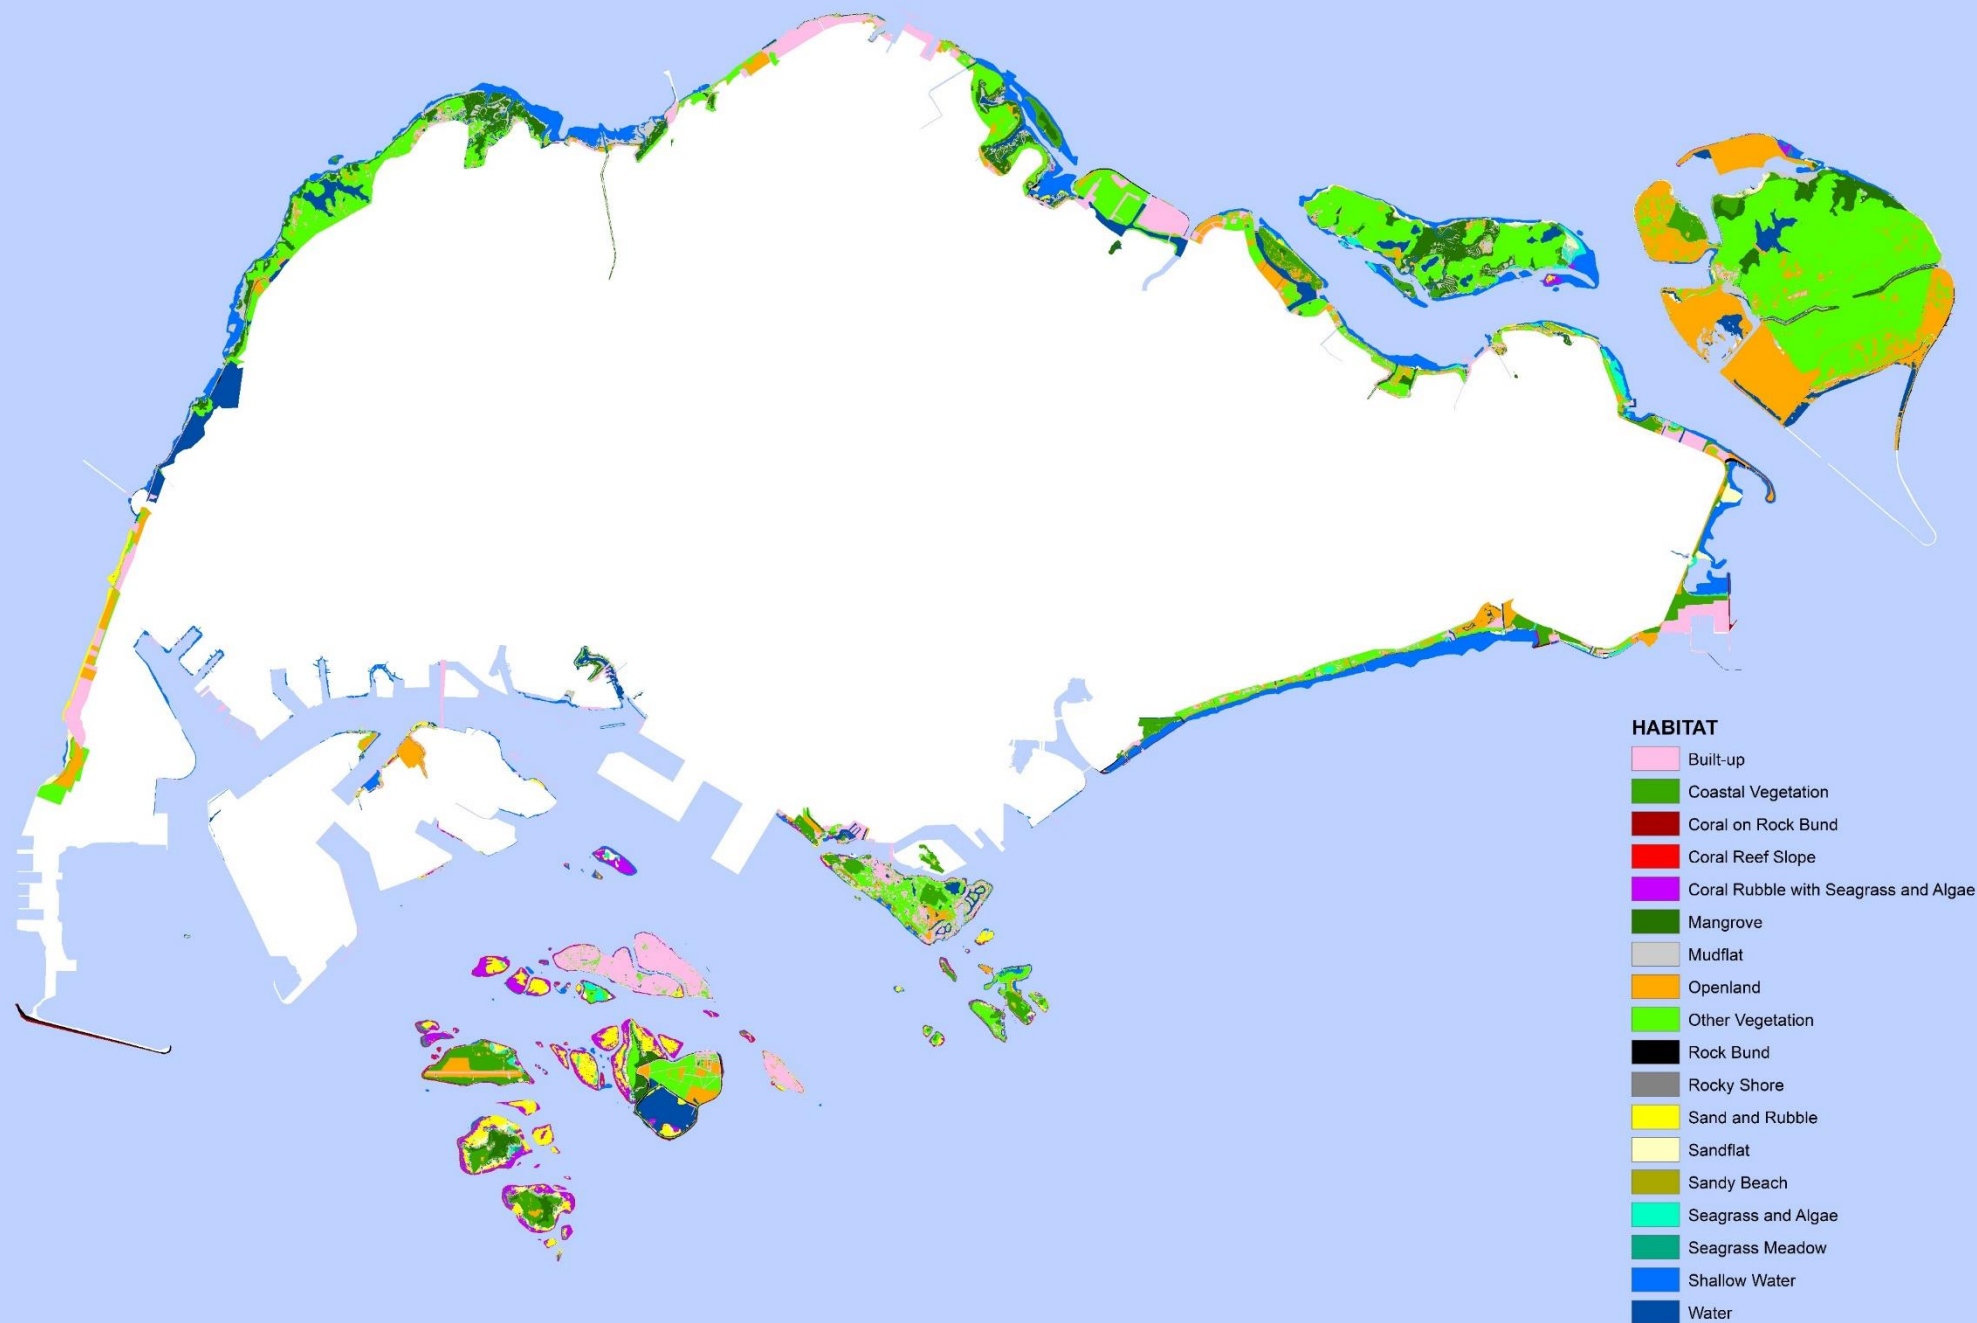 HABITAT
Built-up
Coastal Vegetation
Coral on Rock Bund
Coral Reef Slope
Coral Rubble with Seagrass and Algae
Mangrove
Mudflat
Openland
Other Vegetation
Rock Bund
Rocky Shore
Sand and Rubble
Sandflat
Sandy Beach
Seagrass and Algae
Seagrass Meadow
Shallow Water
Water